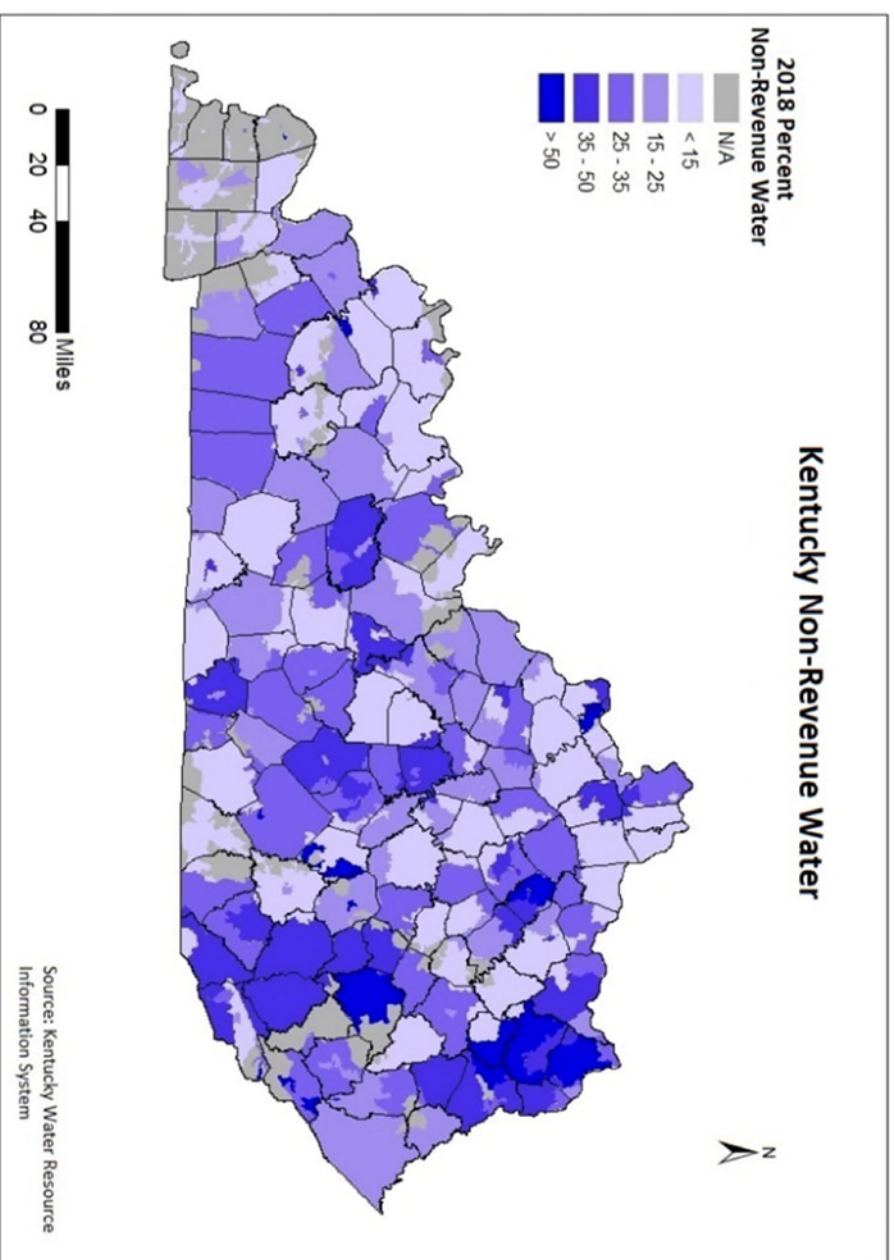 Kentucky Non-Revenue Water
2018 Percent
Non-Revenue Water
N/A
< 15
15 - 25
25 - 35
35 - 50
> 50
N
0 20 40 80
Miles
Source: Kentucky Water Resource
Information System